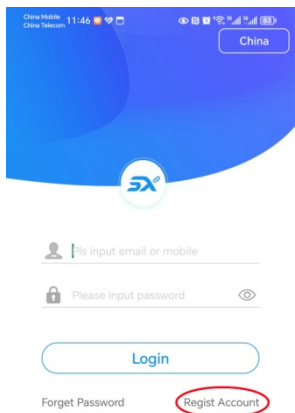 China Mobile
China Telecom
11:46
China
SX
Pls input email or mobile
Please input password
Login
Forget Password
Regist Account